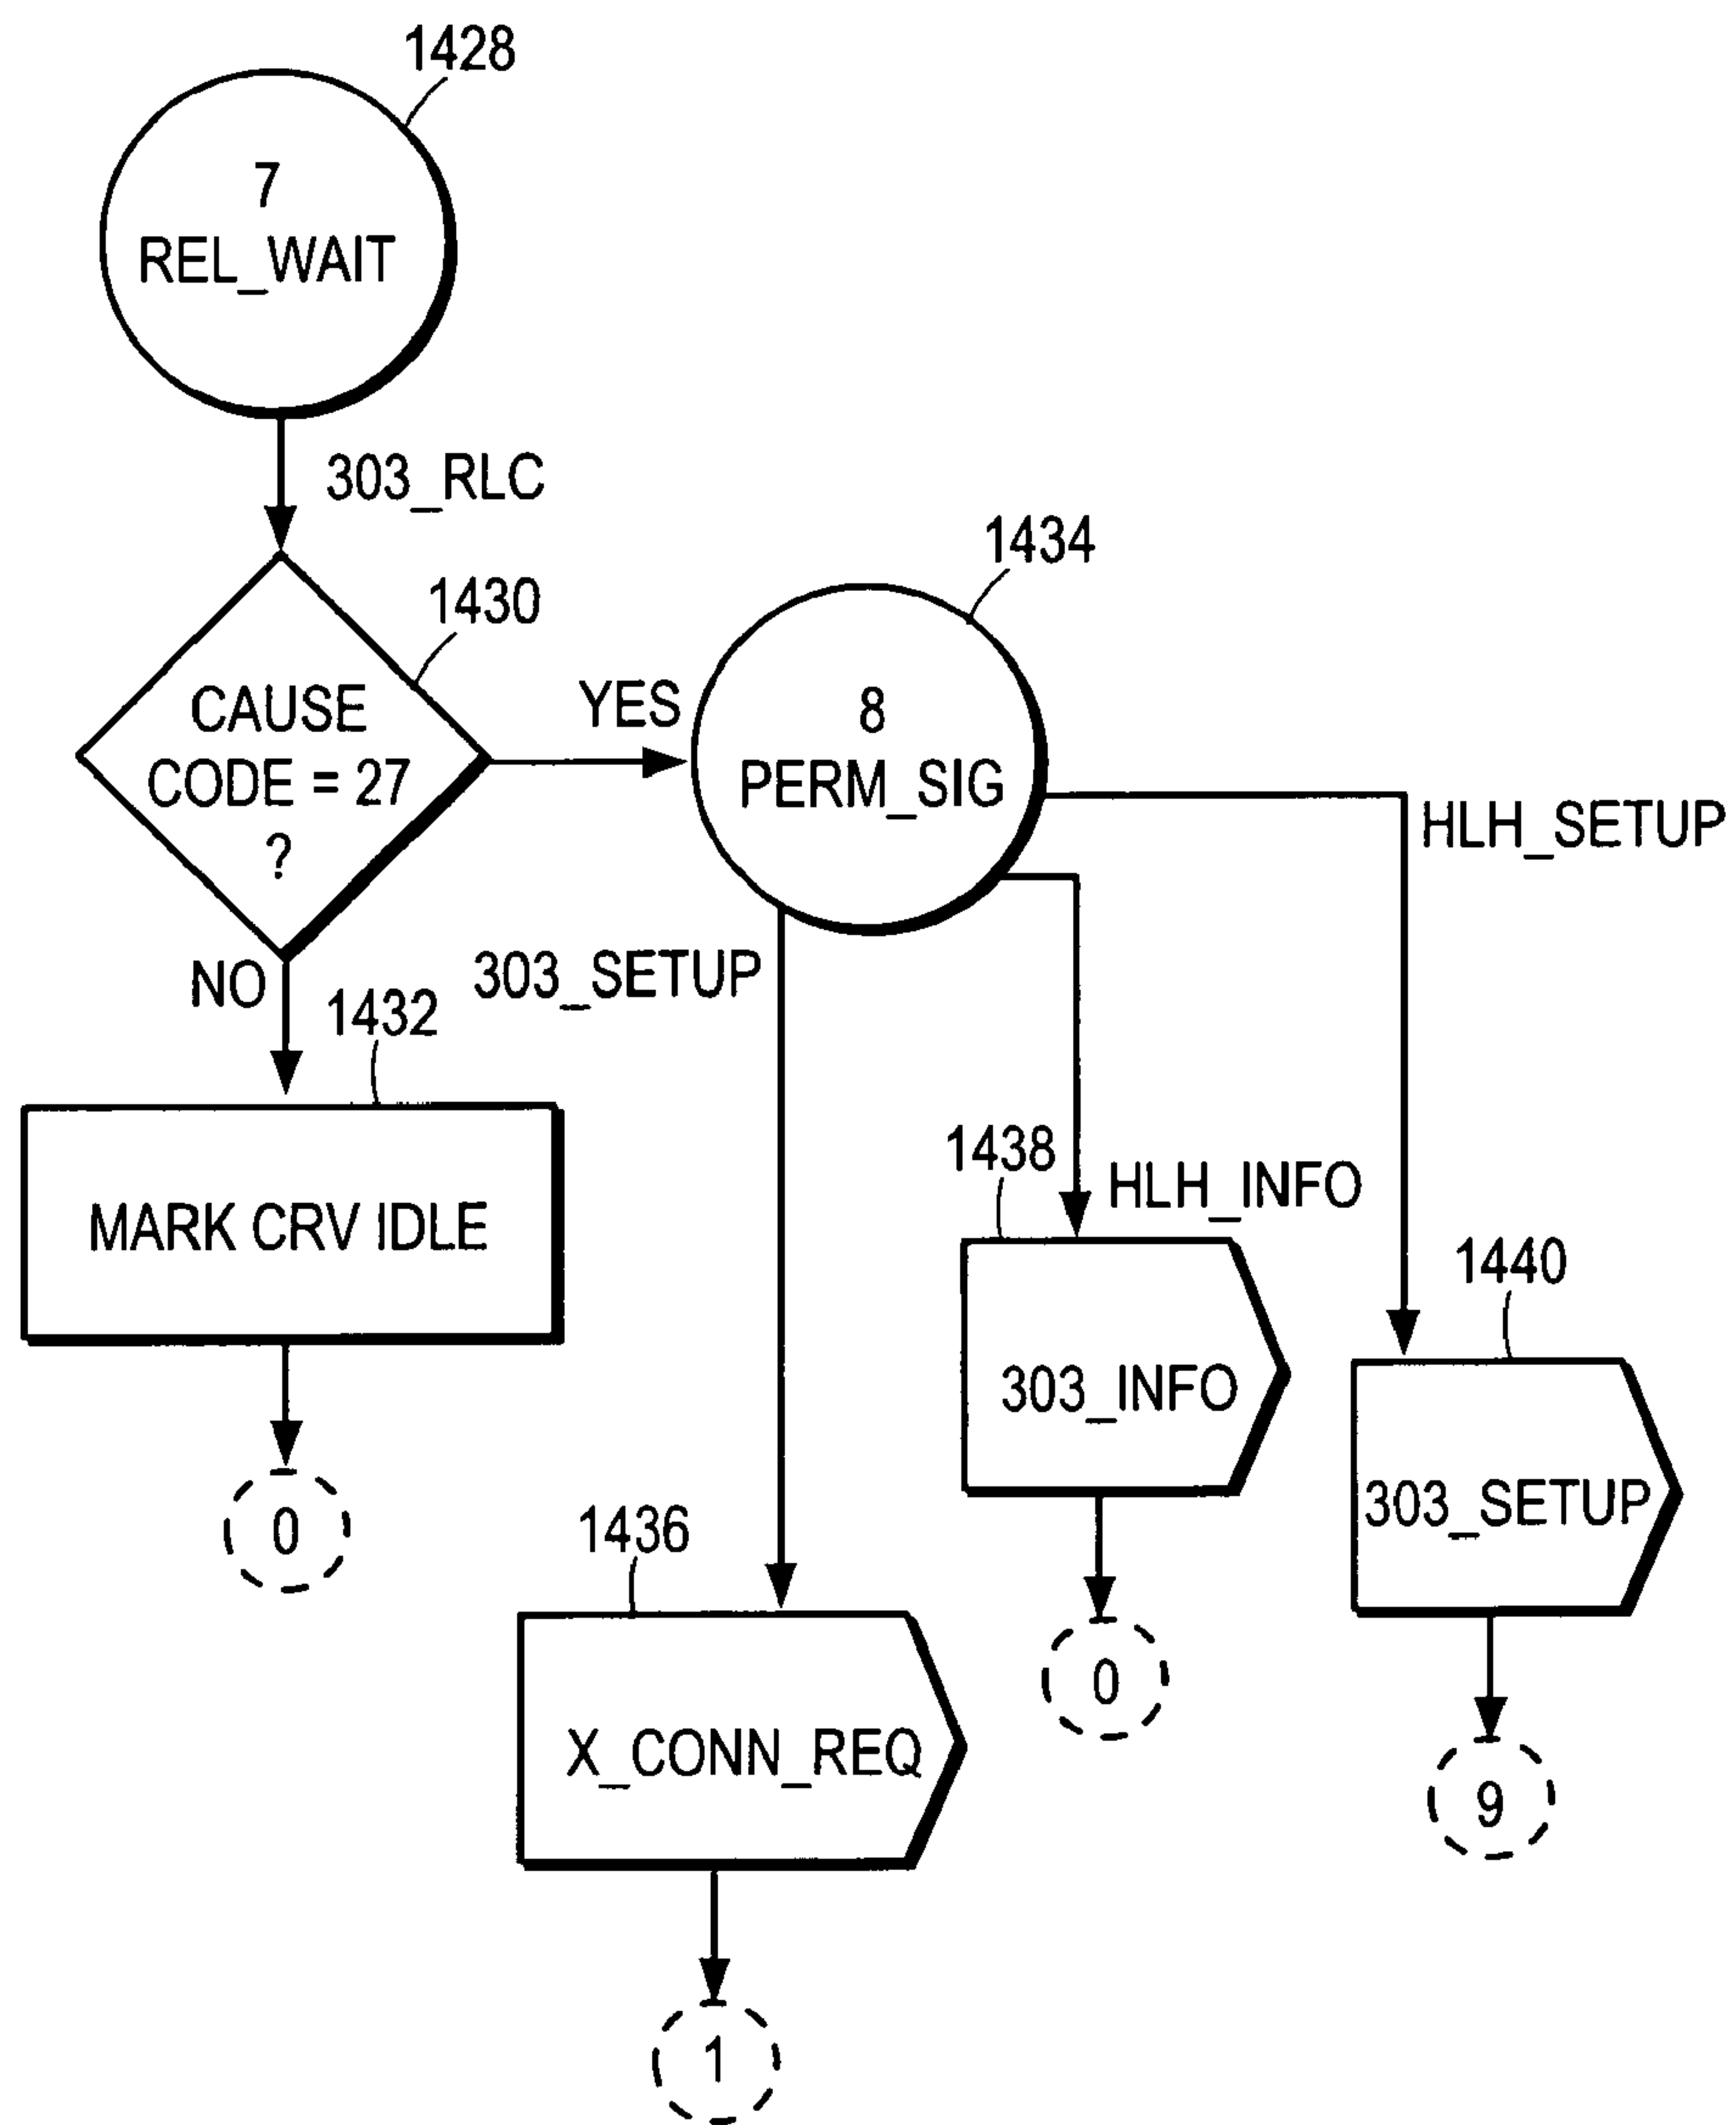 1428
7
REL_WAIT
303_RLC
1434
1430
CAUSE
CODE = 27
?
YES
8
PERM_SIG
HLH_SETUP
NO
303_SETUP
1432
MARK CRV IDLE
1438
HLH_INFO
1440
303_INFO
303_SETUP
0
1436
0
X_CONN_REQ
9
1